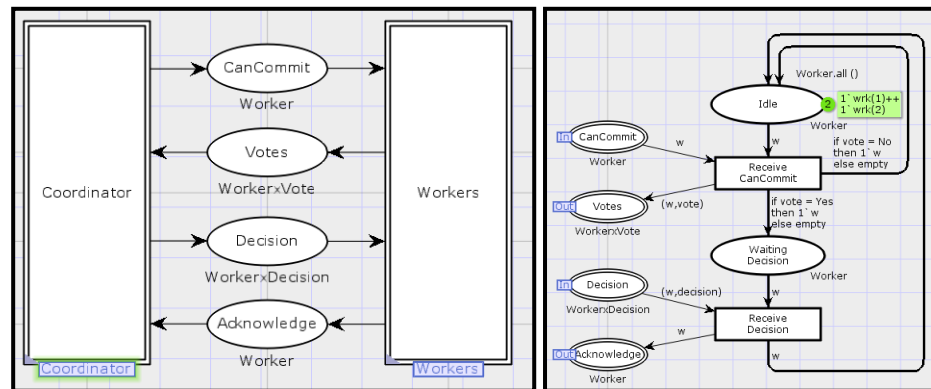 CanCommit
Worker
Votes
Worker×Vote
Coordinator
Workers
Decision
Worker×Decision
Acknowledge
Worker
Coordinator
Workers
Worker.all ()
Idle
2
1`wrk(1)++
1`wrk(2)
Worker
In
CanCommit
Worker
w
w
if vote = No
then 1`w
else empty
Receive
CanCommit
Out
Votes
Worker×Vote
(w,vote)
if vote = Yes
then 1`w
else empty
Waiting
Decision
Worker
In
Decision
Worker×Decision
(w,decision)
w
Receive
Decision
w
Out
Acknowledge
Worker
w